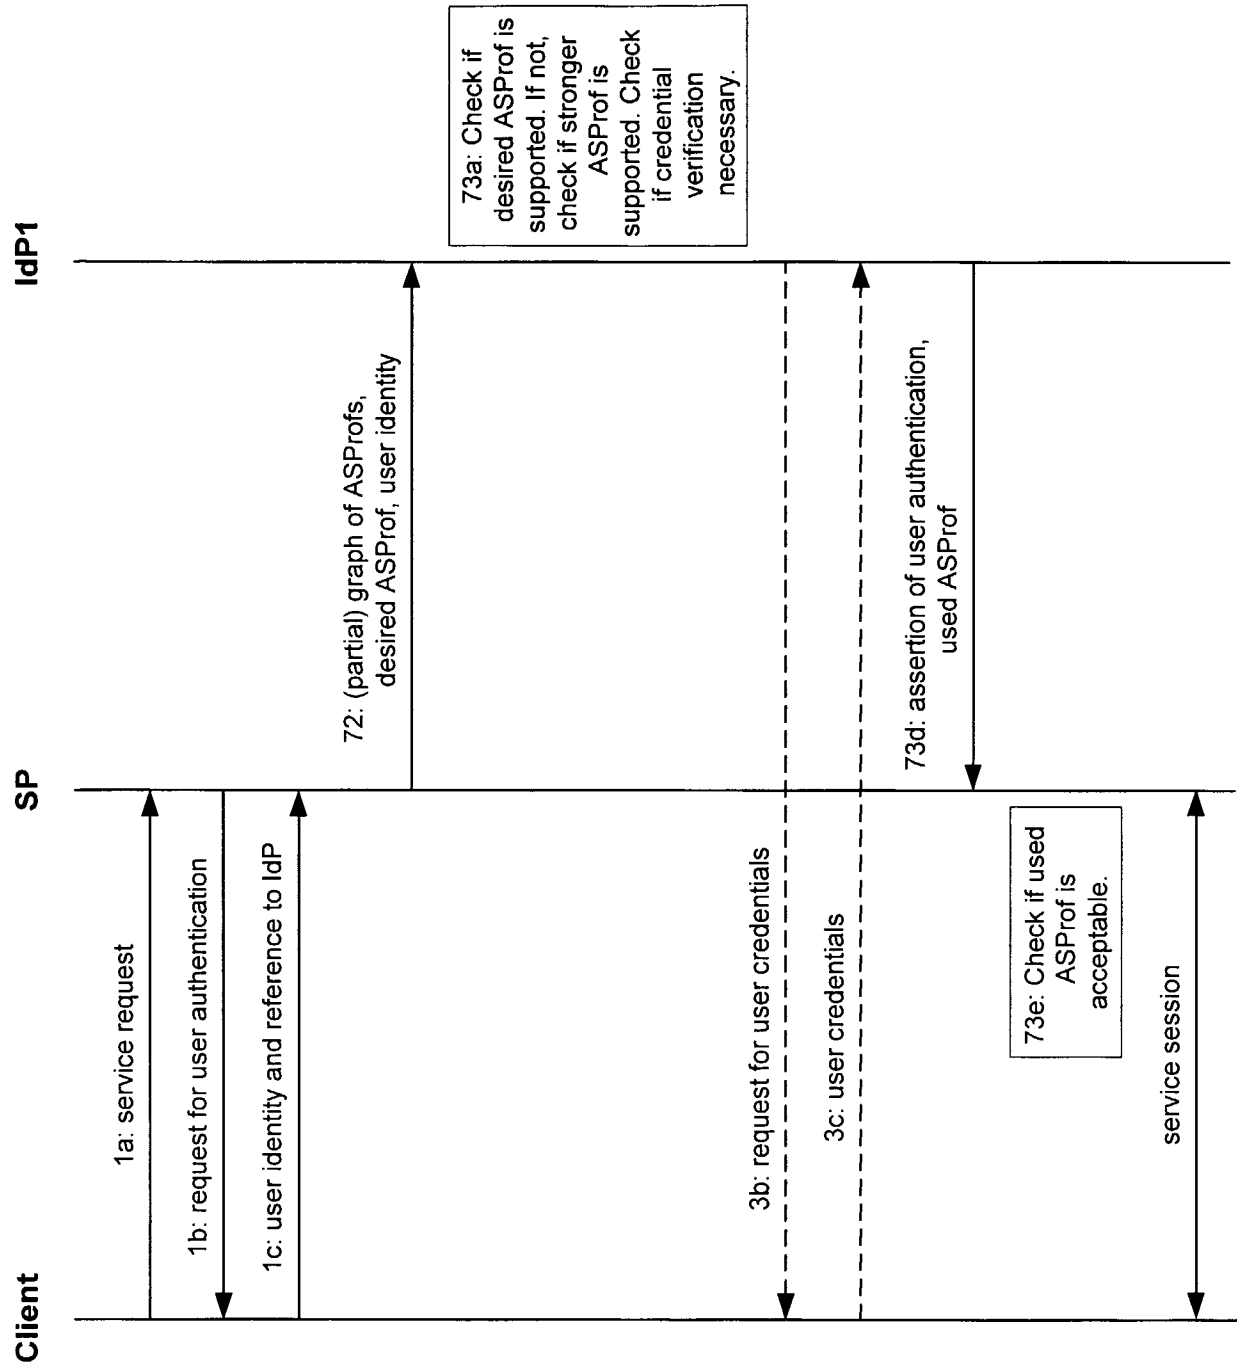 Client
SP
IdP1
1a: service request
1b: request for user authentication
1c: user identity and reference to IdP
72: (partial) graph of ASProfs,
desired ASProf, user identity
73a: Check if
desired ASProf is
supported. If not,
check if stronger
ASProf is
supported. Check
if credential
verification
necessary.
3b: request for user credentials
3c: user credentials
73d: assertion of user authentication,
used ASProf
73e: Check if used
ASProf is
acceptable.
service session